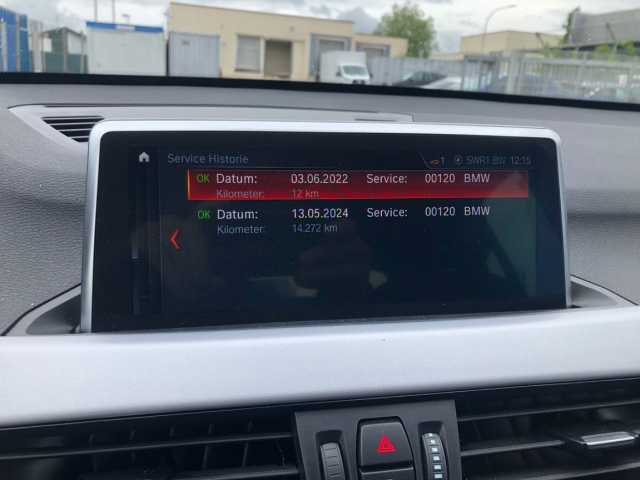 Service Historie 1 SWR1 BW 12:15
OK Datum: 03.06.2022 Service: 00120 BMW
Kilometer: 12 km
OK Datum: 13.05.2024 Service: 00120 BMW
Kilometer: 14.272 km